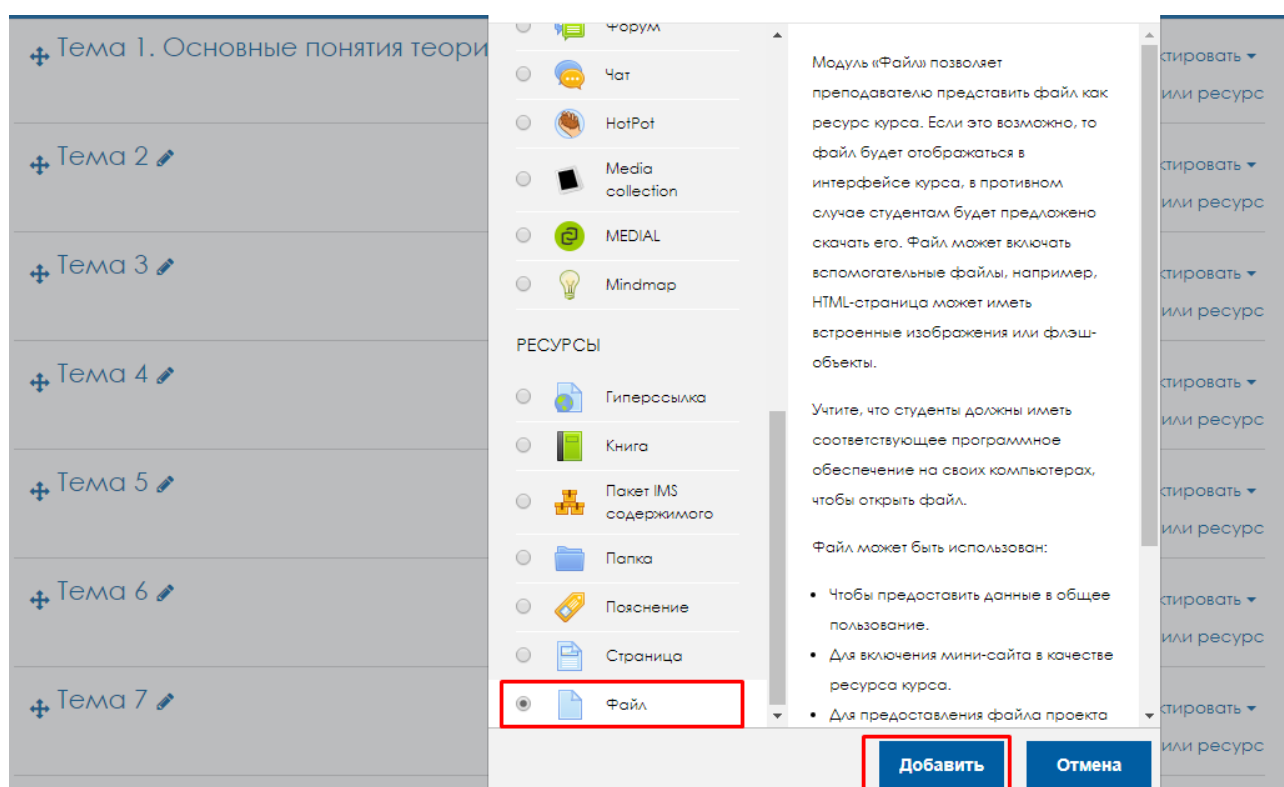 Тема 1. Основные понятия теори
Тема 2
Тема 3
Тема 4
Тема 5
Тема 6
Тема 7
Форум
Чат
HotPot
Media
collection
MEDIAL
Mindmap
РЕСУРСЫ
Гиперссылка
Книга
Пакет IMS
содержимого
Папка
Пояснение
Страница
Файл
Модуль «Файл» позволяет
преподавателю представить файл как
ресурс курса. Если это возможно, то
файл будет отображаться в
интерфейсе курса, в противном
случае студентам будет предложено
скачать его. Файл может включать
вспомогательные файлы, например,
HTML-страница может иметь
встроенные изображения или флэш-
объекты.
Учтите, что студенты должны иметь
соответствующее программное
обеспечение на своих компьютерах,
чтобы открыть файл.
Файл может быть использован:
• Чтобы предоставить данные в общее
пользование.
• Для включения мини-сайта в качестве
ресурса курса.
• Для предоставления файла проекта
Добавить
Отмена
ктировать
или ресурс
ктировать
или ресурс
ктировать
или ресурс
ктировать
или ресурс
ктировать
или ресурс
ктировать
или ресурс
ктировать
или ресурс